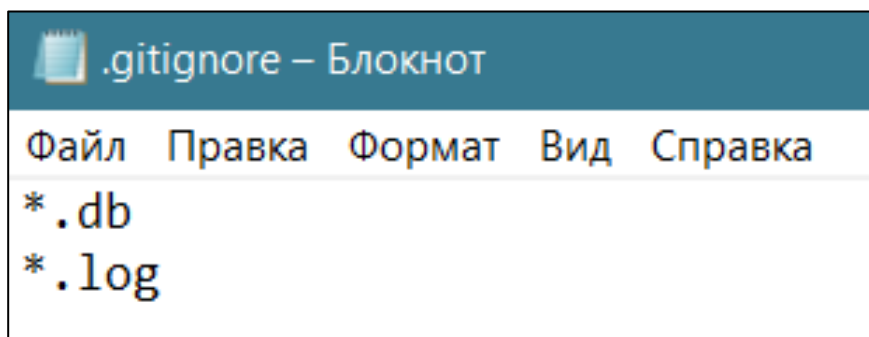 .gitignore – Блокнот
Файл Правка Формат Вид Справка
*.db
*.log